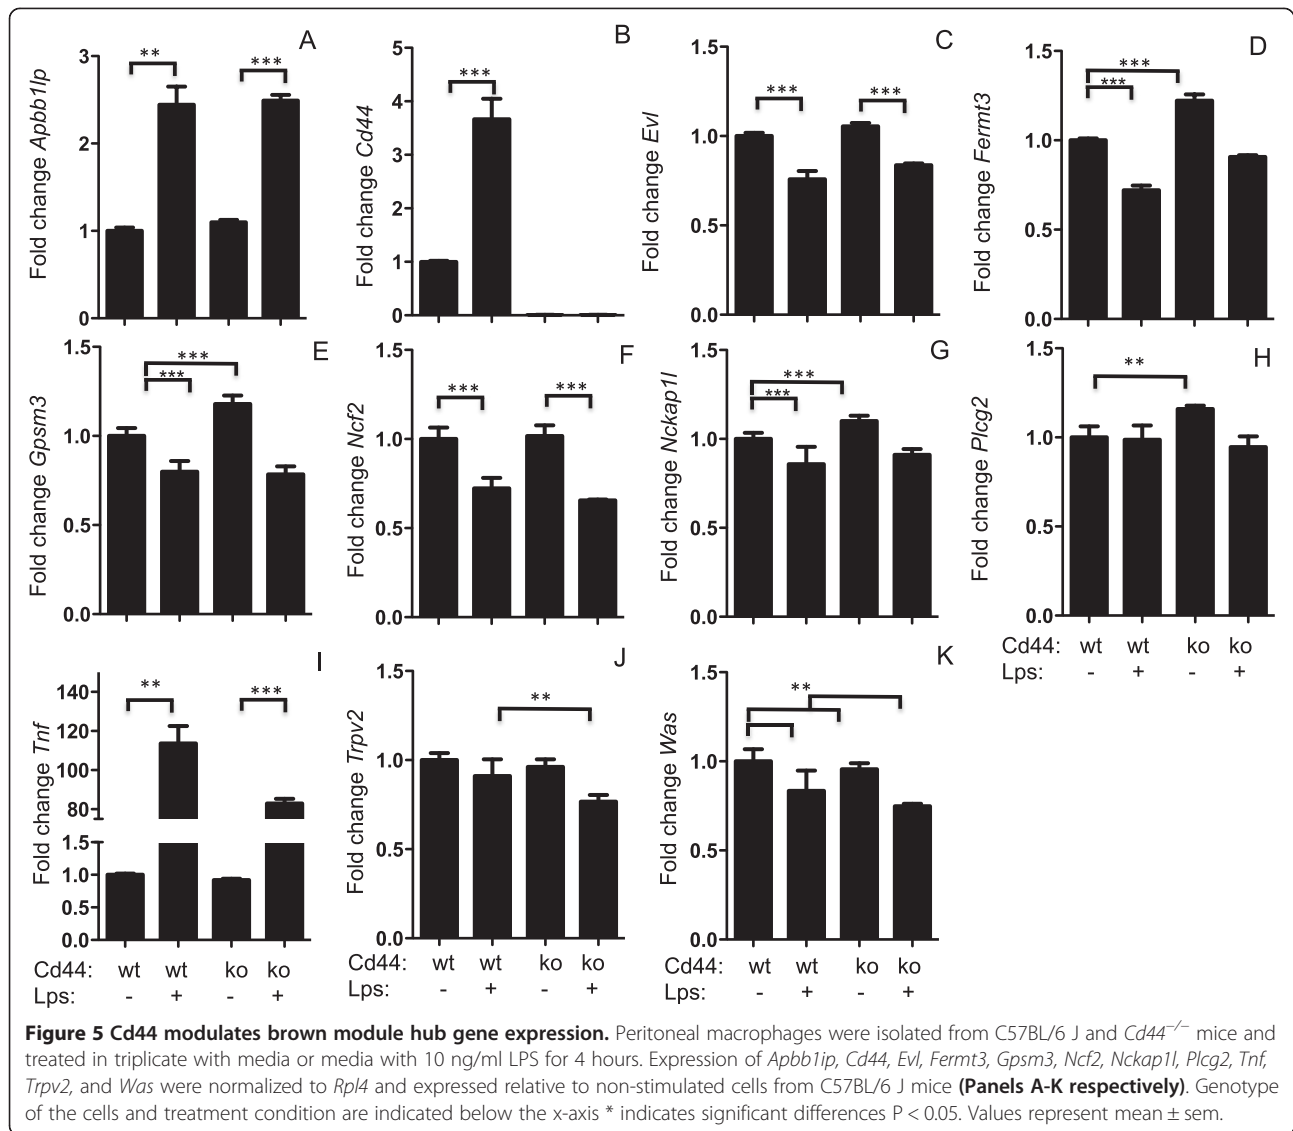 A
Fold change Apbb1lp
3
2
1
0
**
***
B
Fold change Cd44
5
4
3
2
1
0
***
C
Fold change Evl
1.5
1.0
0.5
0.0
***
***
D
Fold change Fermt3
1.5
1.0
0.5
0.0
***
***
E
Fold change Gpsm3
1.5
1.0
0.5
0.0
***
***
F
Fold change Ncf2
1.5
1.0
0.5
0.0
***
***
G
Fold change Nckap1l
1.5
1.0
0.5
0.0
***
***
H
Fold change Plcg2
1.5
1.0
0.5
0.0
**
Cd44: wt wt ko ko
Lps: - + - +
I
Fold change Tnf
140
120
100
80
1.5
1.0
0.5
0.0
**
***
Cd44: wt wt ko ko
Lps: - + - +
J
Fold change Trpv2
1.5
1.0
0.5
0.0
**
wt wt ko ko
- + - +
K
Fold change Was
1.5
1.0
0.5
0.0
**
Cd44: wt wt ko ko
Lps: - + - +
Figure 5 Cd44 modulates brown module hub gene expression. Peritoneal macrophages were isolated from C57BL/6 J and Cd44−/− mice and
treated in triplicate with media or media with 10 ng/ml LPS for 4 hours. Expression of Apbb1ip, Cd44, Evl, Fermt3, Gpsm3, Ncf2, Nckap1l, Plcg2, Tnf,
Trpv2, and Was were normalized to Rpl4 and expressed relative to non-stimulated cells from C57BL/6 J mice (Panels A-K respectively). Genotype
of the cells and treatment condition are indicated below the x-axis * indicates significant differences P < 0.05. Values represent mean ± sem.